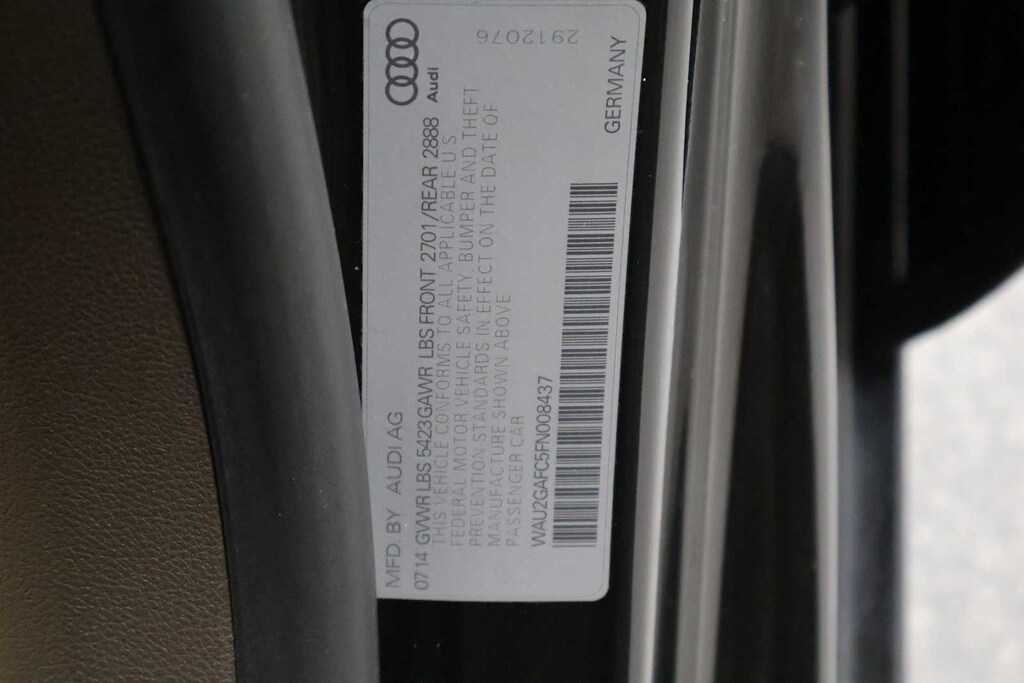 MFD. BY AUDI AG
0714 GVWR LBS 5423 GAWR LBS FRONT 2701/REAR 2888
THIS VEHICLE CONFORMS TO ALL APPLICABLE U S
FEDERAL MOTOR VEHICLE SAFETY, BUMPER AND THEFT
PREVENTION STANDARDS IN EFFECT ON THE DATE OF
MANUFACTURE SHOWN ABOVE
PASSENGER CAR
WAU2GAFC5FN008437
Audi
GERMANY
2912076